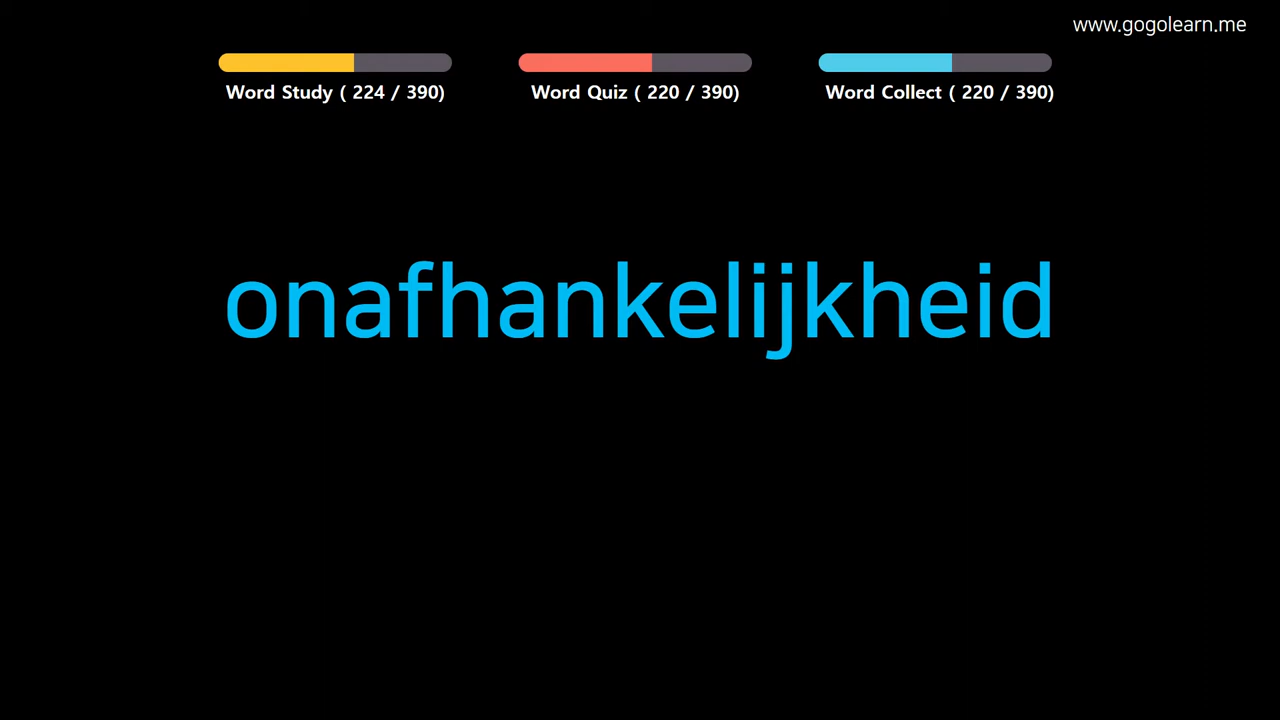 www.gogolearn.me
Word Study ( 224 / 390)
Word Quiz ( 220 / 390)
Word Collect ( 220 / 390)
onafhankelijkheid